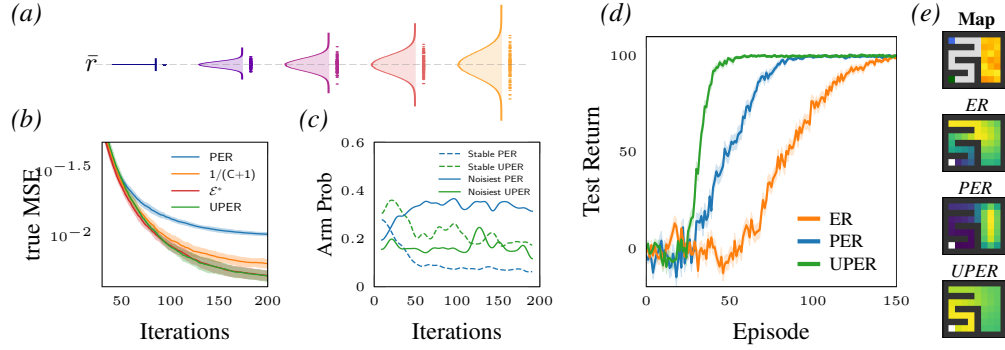 (a)
r̄
(b)
true MSE
10^−1.5
10^−2
PER
1/(C+1)
ℰ*
UPER
50
100
150
200
Iterations
(c)
Arm Prob
0.6
0.4
0.2
0.0
Stable PER
Stable UPER
Noisiest PER
Noisiest UPER
0
50
100
150
200
Iterations
(d)
Test Return
100
50
0
ER
PER
UPER
0
50
100
150
Episode
(e)
Map
ER
PER
UPER